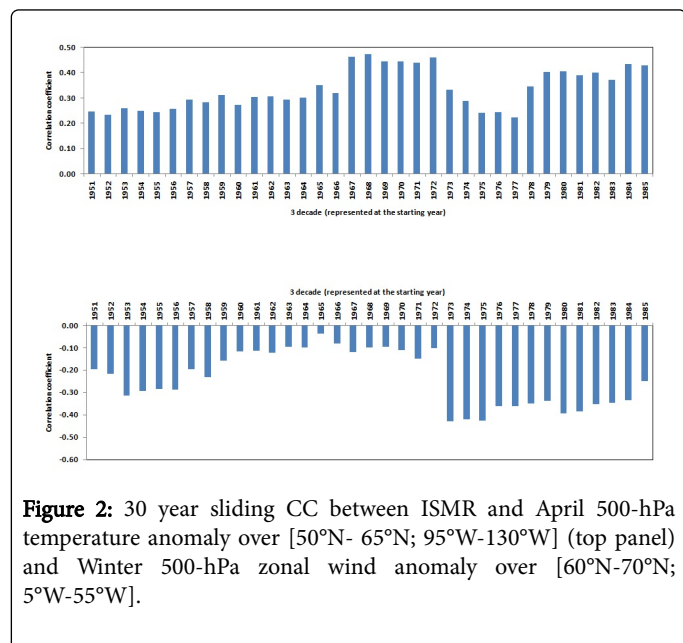 0.50
0.40
0.30
0.20
0.10
0.00
Correlation coefficient
1951 1952 1953 1954 1955 1956 1957 1958 1959 1960 1961 1962 1963 1964 1965 1966 1967 1968 1969 1970 1971 1972 1973 1974 1975 1976 1977 1978 1979 1980 1981 1982 1983 1984 1985
3 decade (represented at the starting year)
3 decade (represented at the starting year)
1951 1952 1953 1954 1955 1956 1957 1958 1959 1960 1961 1962 1963 1964 1965 1966 1967 1968 1969 1970 1971 1972 1973 1974 1975 1976 1977 1978 1979 1980 1981 1982 1983 1984 1985
0.00
-0.10
-0.20
-0.30
-0.40
-0.50
-0.60
Correlation coefficient
Figure 2: 30 year sliding CC between ISMR and April 500-hPa
temperature anomaly over [50°N- 65°N; 95°W-130°W] (top panel)
and Winter 500-hPa zonal wind anomaly over [60°N-70°N;
5°W-55°W].